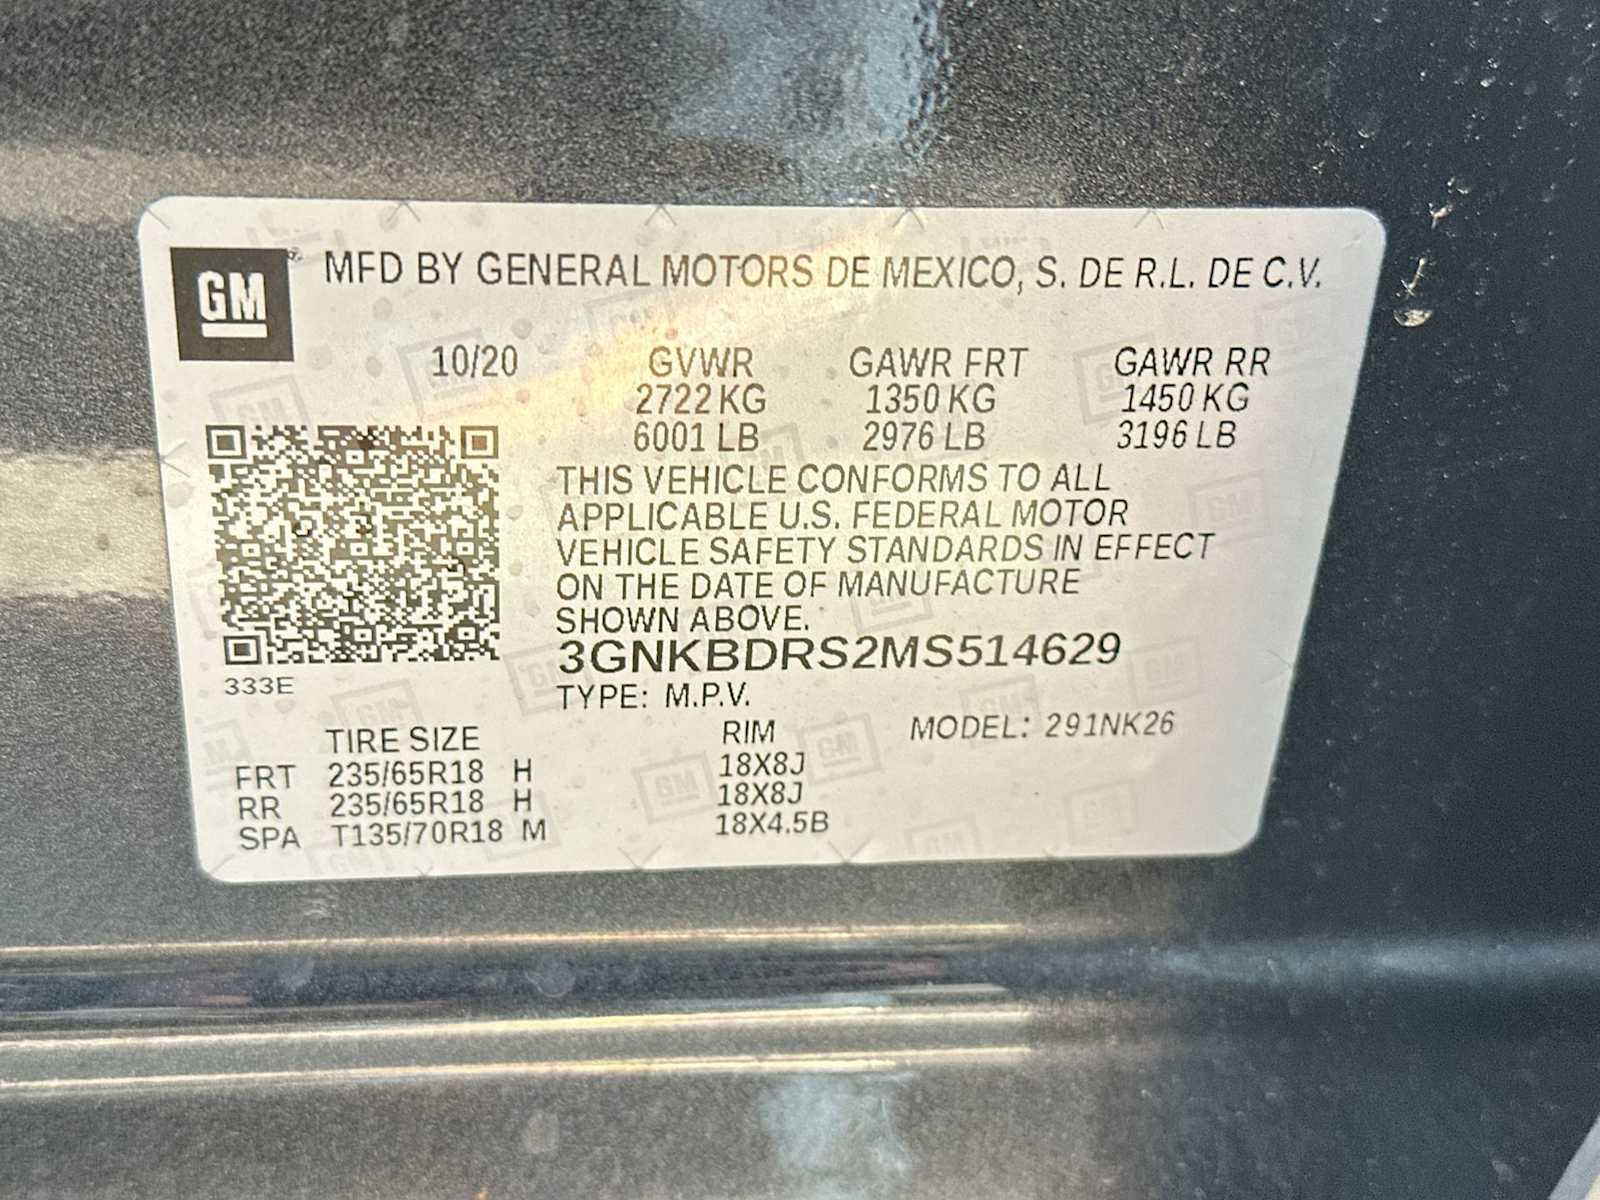 GM® MFD BY GENERAL MOTORS DE MEXICO, S. DE R.L. DE C.V.
10/20 GVWR GAWR FRT GAWR RR
2722 KG 1350 KG 1450 KG
6001 LB 2976 LB 3196 LB
THIS VEHICLE CONFORMS TO ALL
APPLICABLE U.S. FEDERAL MOTOR
VEHICLE SAFETY STANDARDS IN EFFECT
ON THE DATE OF MANUFACTURE
SHOWN ABOVE.
3GNKBDRS2MS514629
333E
TYPE: M.P.V.
TIRE SIZE RIM MODEL: 291NK26
FRT 235/65R18 H 18X8J
RR 235/65R18 H 18X8J
SPA T135/70R18 M 18X4.5B